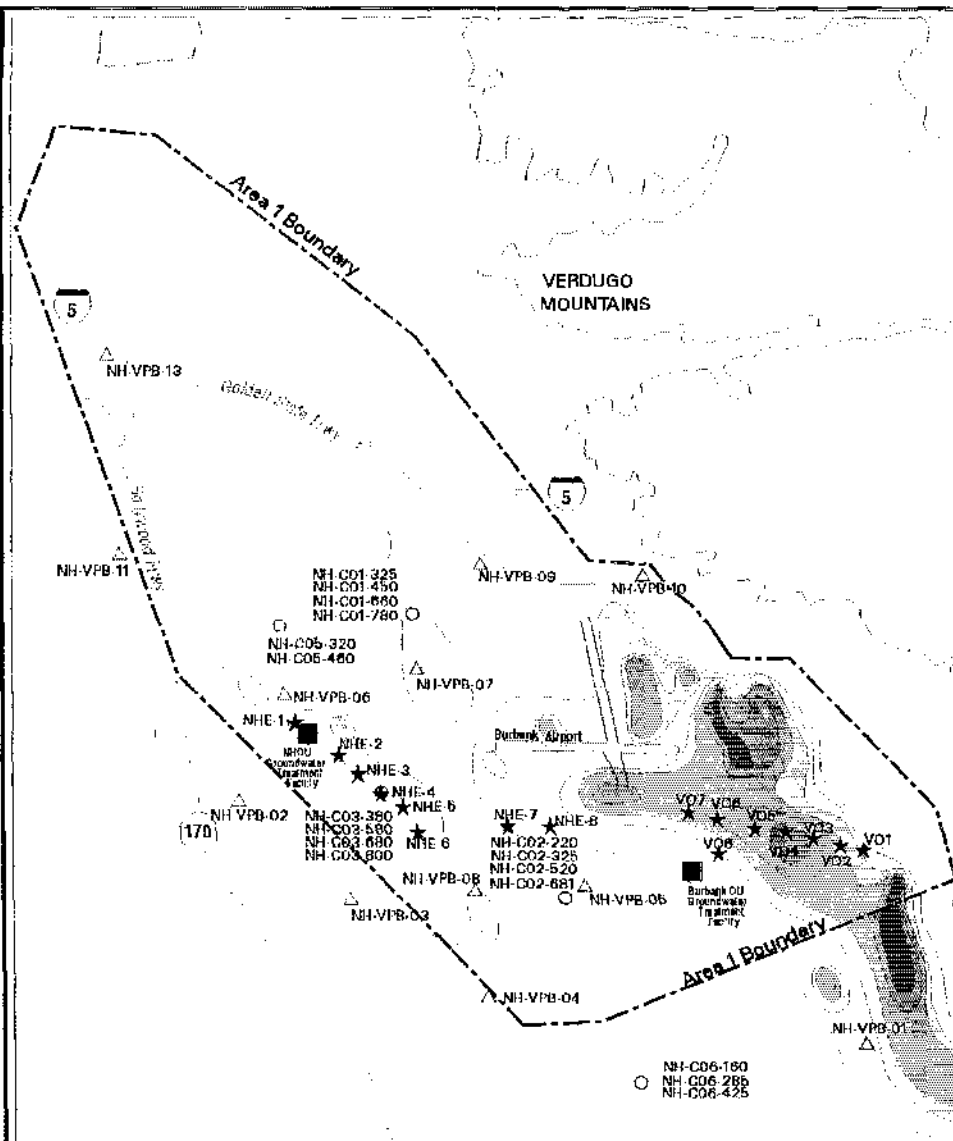 Area 1 Boundary
VERDUGO
MOUNTAINS
5
NH-VPB-13
Golden State Frwy
5
NH-VPB-11
NH-C01-325
NH-C01-450
NH-C01-660
NH-C01-780
NH-VPB-09
NH-VPB-10
NH-C05-320
NH-C05-460
NH-VPB-07
NH-VPB-06
NHE-1
NHOU
Groundwater
Treatment
Facility
NHE-2
Burbank Airport
NHE-3
NHE-4
NHE-5
NH-VPB-02
170
NH-C03-380
NH-C03-580
NH-C03-680
NH-C03-800
NHE-6
NHE-7
NHE-8
NH-C02-220
NH-C02-325
NH-C02-520
NH-C02-681
VO7
VO5
VO3
VO2
VO1
NH-VPB-08
NH-VPB-05
Burbank OU
Groundwater
Treatment
Facility
NH-VPB-03
Area 1 Boundary
NH-VPB-04
NH-VPB-01
NH-C06-160
NH-C06-285
NH-C06-425